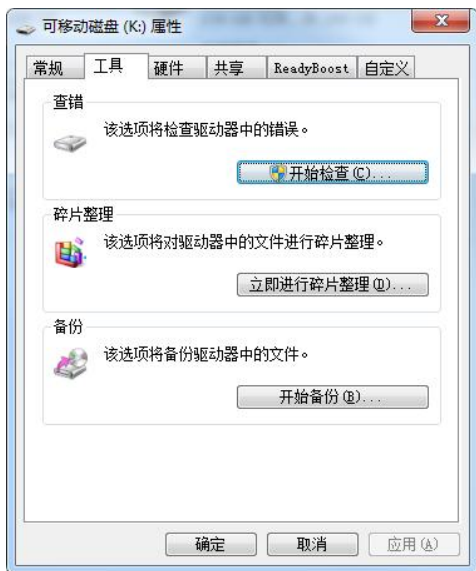 可移动磁盘 (K:) 属性
常规 工具 硬件 共享 ReadyBoost 自定义
查错
该选项将检查驱动器中的错误。
开始检查(C)...
碎片整理
该选项将对驱动器中的文件进行碎片整理。
立即进行碎片整理(D)...
备份
该选项将备份驱动器中的文件。
开始备份(B)...
确定 取消 应用(A)